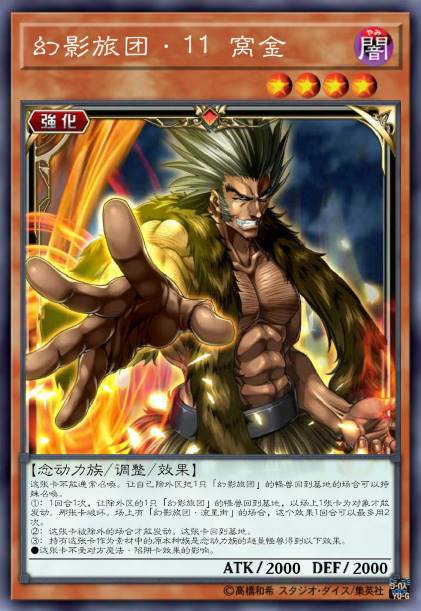 幻影旅团·11 窝金
やみ
闇
強化
【念动力族/调整/效果】
这张卡不能通常召唤。让自己除外区把1只「幻影旅团」的怪兽回到墓地的场合可以特
殊召唤。
①:1回合1次,让除外区的1只「幻影旅团」的怪兽回到墓地,以场上1张卡为对象才能
发动。那张卡破坏。场上有「幻影旅团·流星街」的场合,这个效果1回合可以最多用2
次。
②:这张卡被除外的场合才能发动。这张卡回到墓地。
③:持有这张卡作为素材中的原本种族是念动力族的超量怪兽得到以下效果。
●这张卡不受对方魔法·陷阱卡效果的影响。
ATK/2000 DEF/2000
©高橋和希 スタジオ・ダイス/集英社